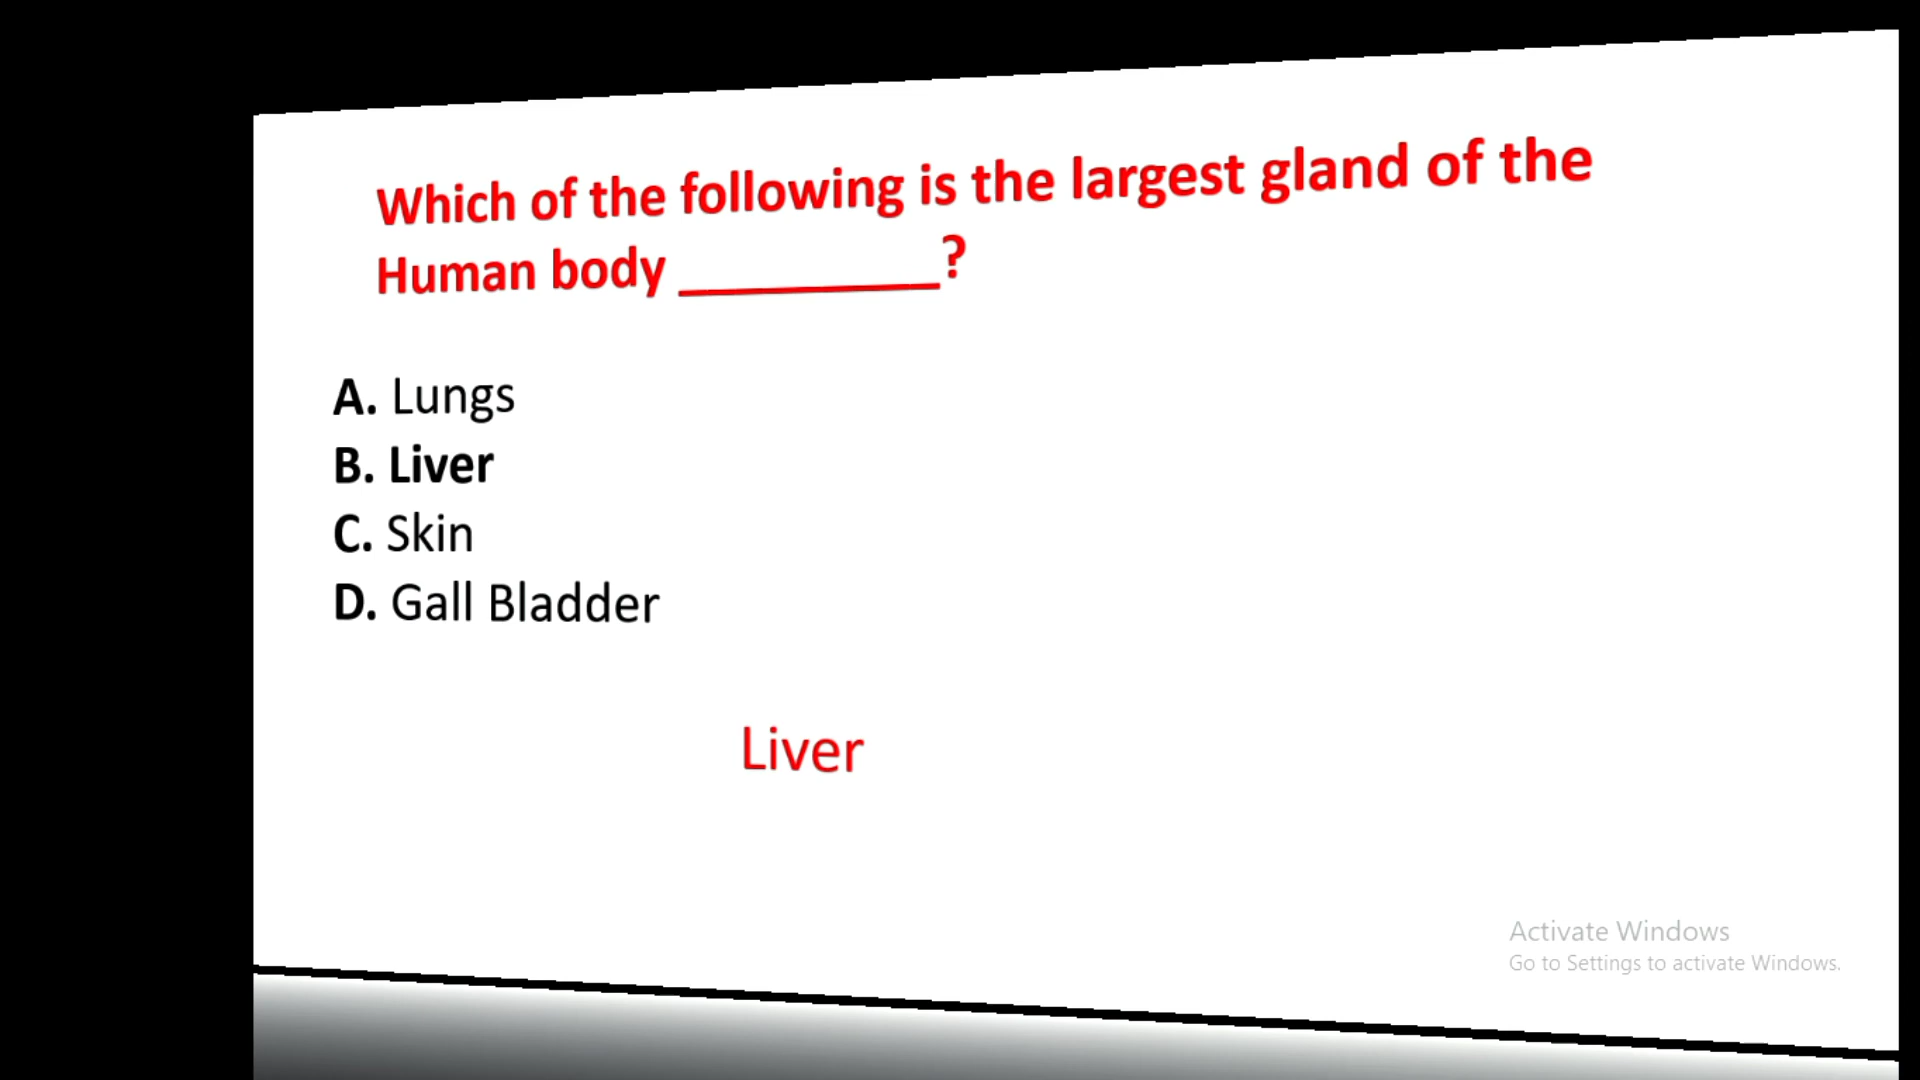 Which of the following is the largest gland of the
Human body __________?
A. Lungs
B. Liver
C. Skin
D. Gall Bladder
Liver
Activate Windows
Go to Settings to activate Windows.